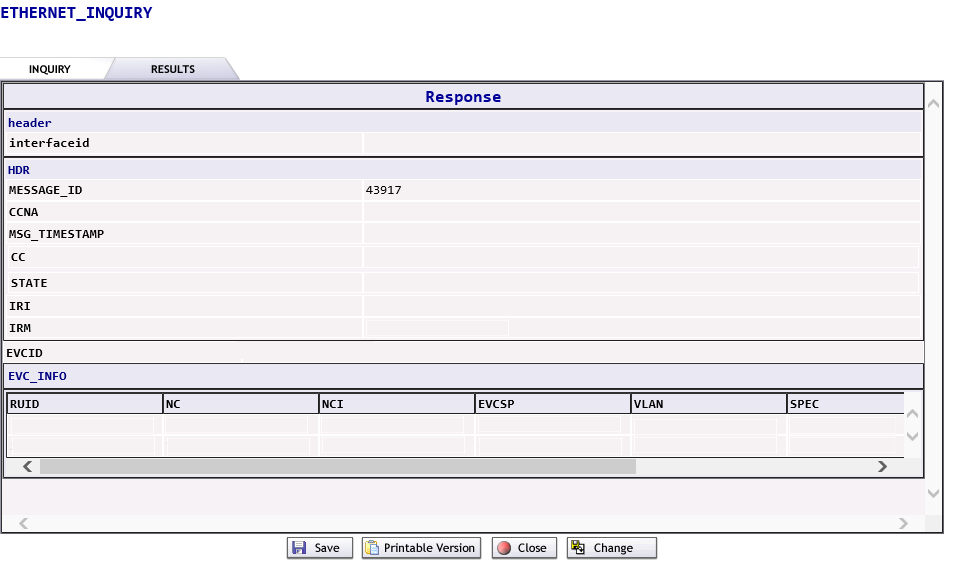 ETHERNET_INQUIRY
INQUIRY RESULTS
Response
header
interfaceid
HDR
MESSAGE_ID 43917
CCNA
MSG_TIMESTAMP
CC
STATE
IRI
IRM
EVCID
EVC_INFO
RUID NC NCI EVCSP VLAN SPEC
Save Printable Version Close Change